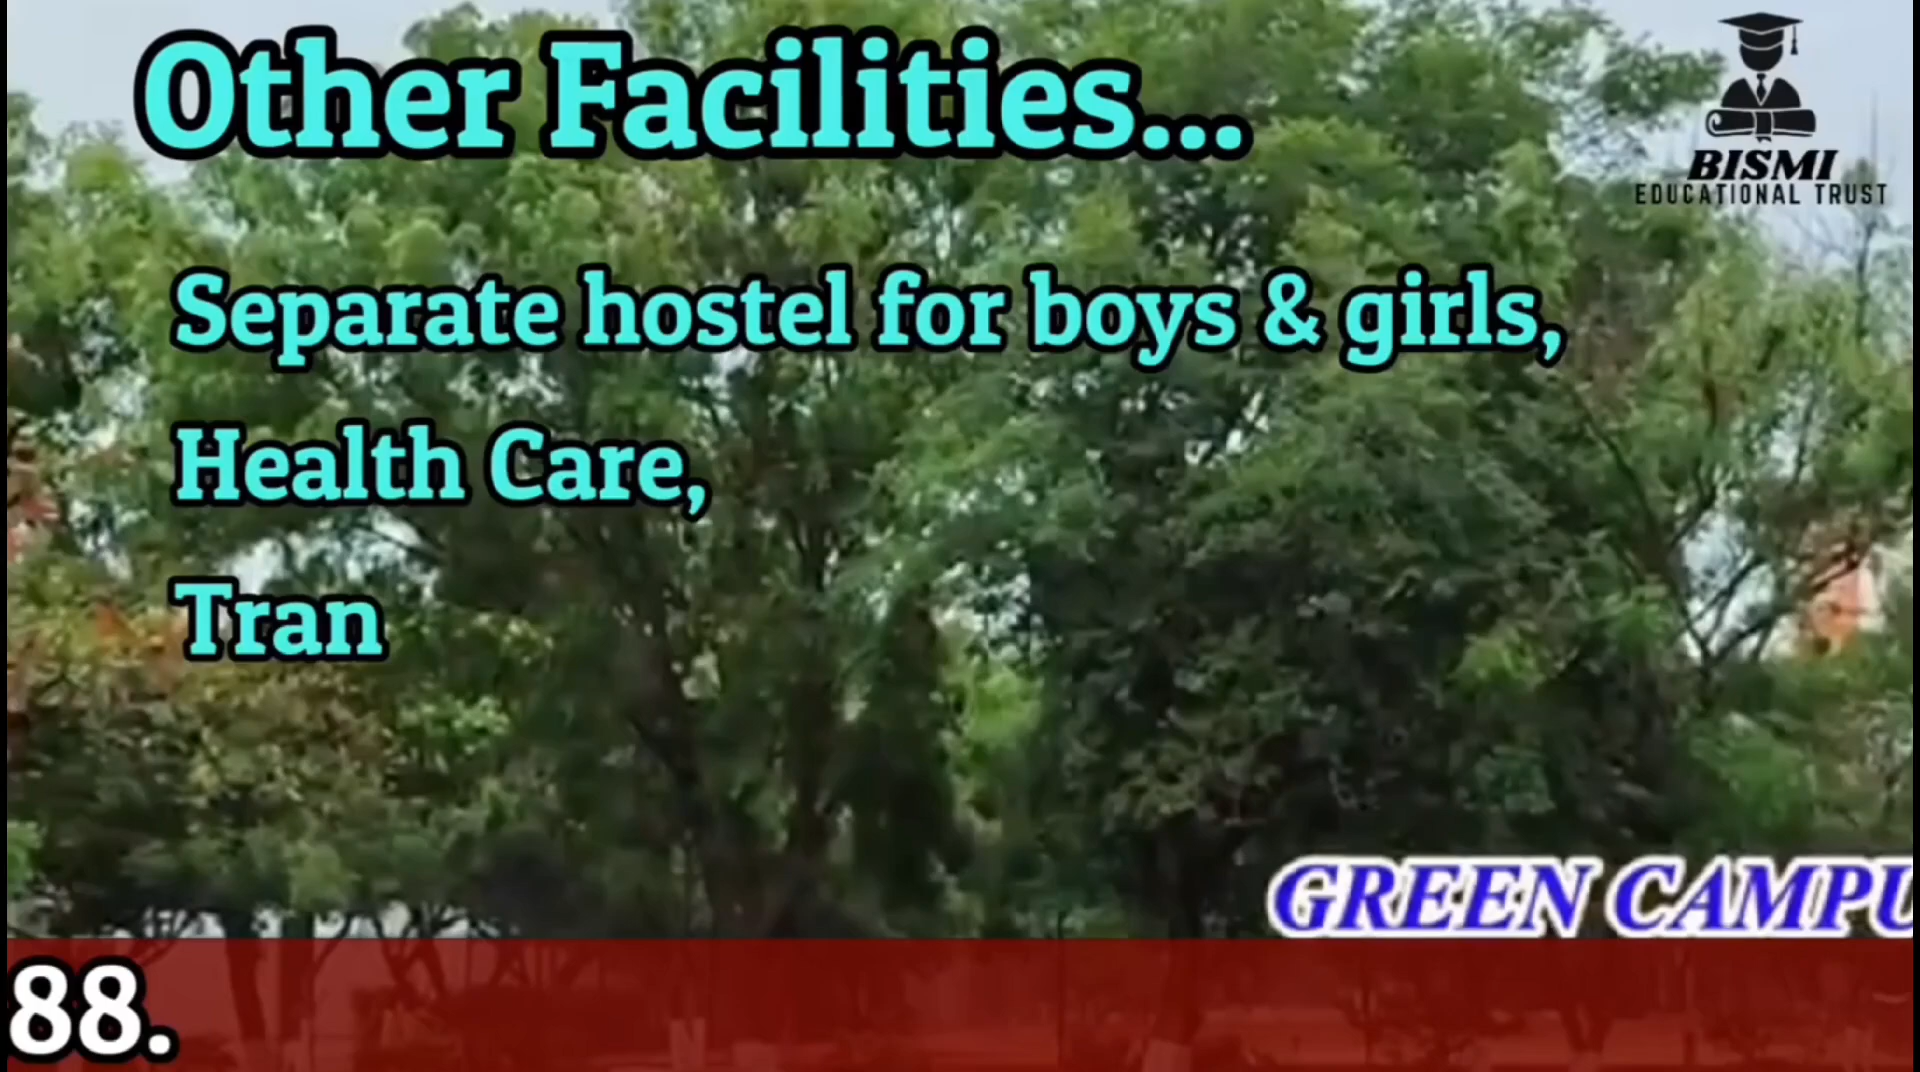 Other Facilities...
BISMI
EDUCATIONAL TRUST
Separate hostel for boys & girls,
Health Care,
Tran
GREEN CAMPU
88.